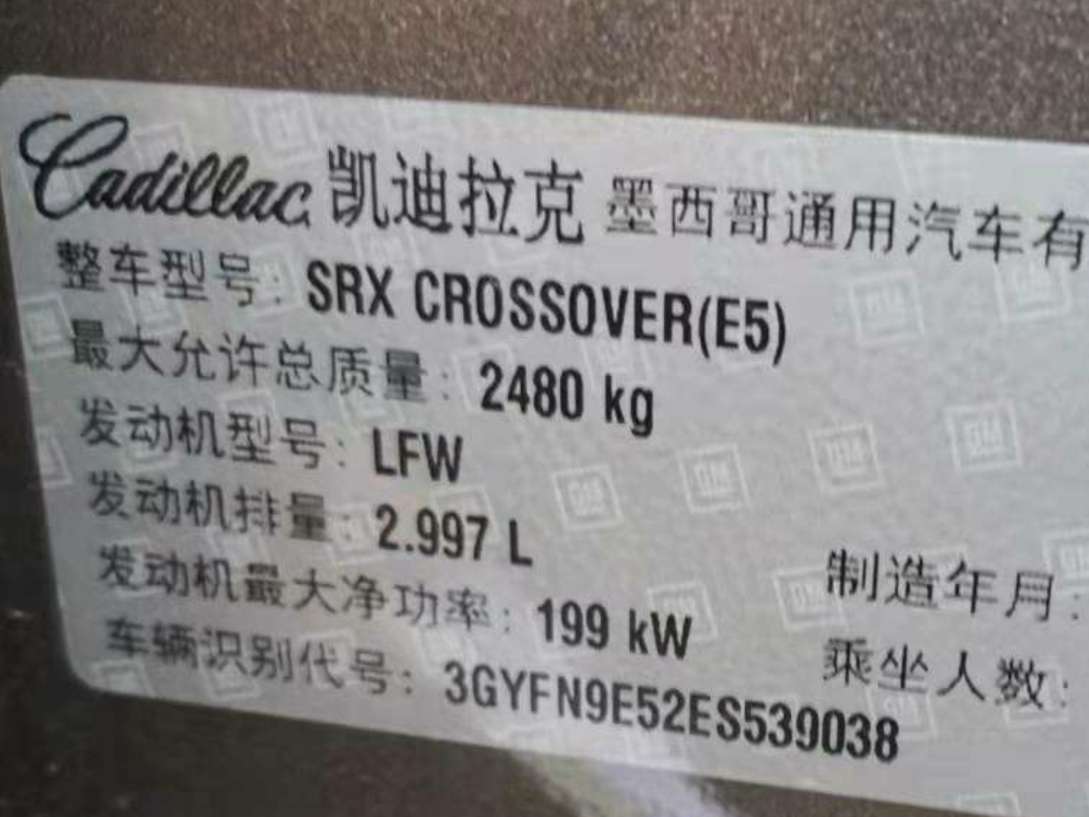 Cadillac 凯迪拉克 墨西哥通用汽车有
整车型号: SRX CROSSOVER(E5)
最大允许总质量: 2480 kg
发动机型号: LFW
发动机排量: 2.997 L
发动机最大净功率: 199 kW
制造年月:
车辆识别代号: 3GYFN9E52ES539038
乘坐人数: